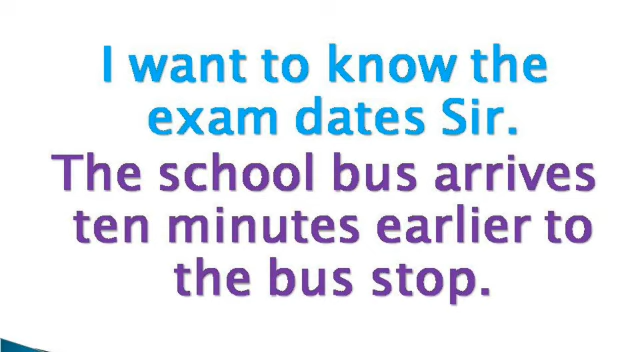 I want to know the
exam dates Sir.
The school bus arrives
ten minutes earlier to
the bus stop.